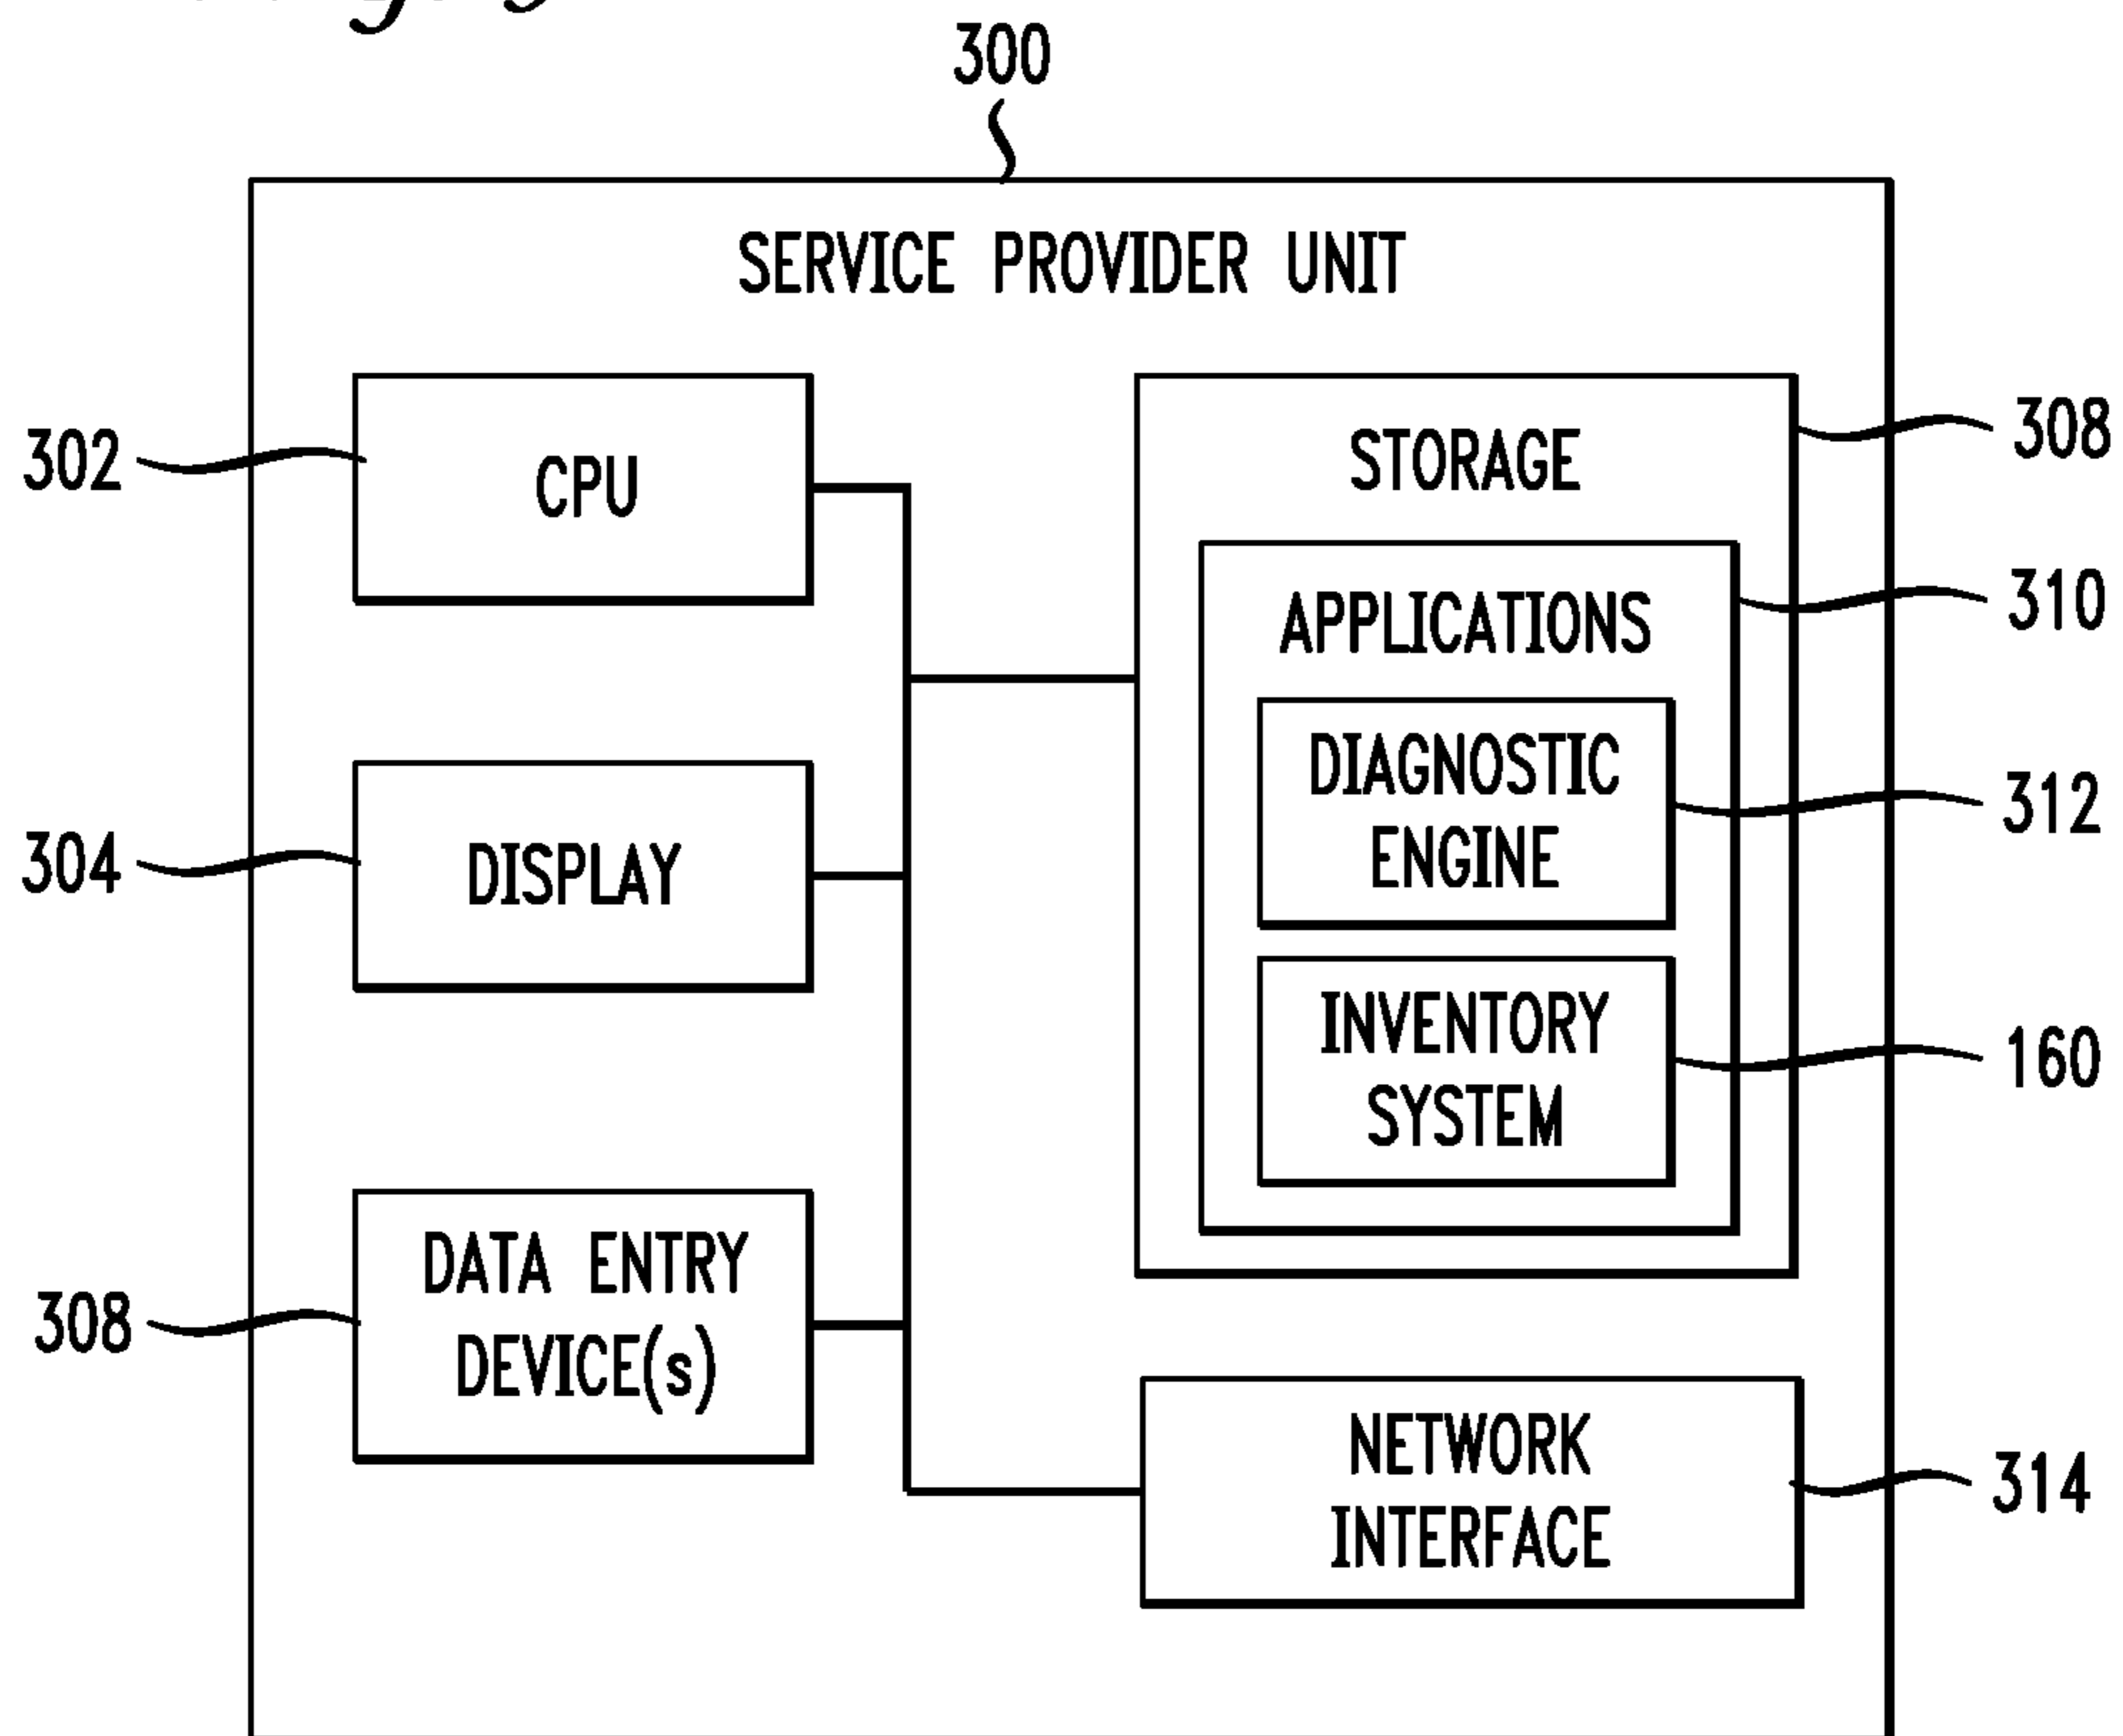 300
SERVICE PROVIDER UNIT
302
CPU
304
DISPLAY
308
DATA ENTRY
DEVICE(s)
STORAGE
308
APPLICATIONS
310
DIAGNOSTIC
ENGINE
312
INVENTORY
SYSTEM
160
NETWORK
INTERFACE
314